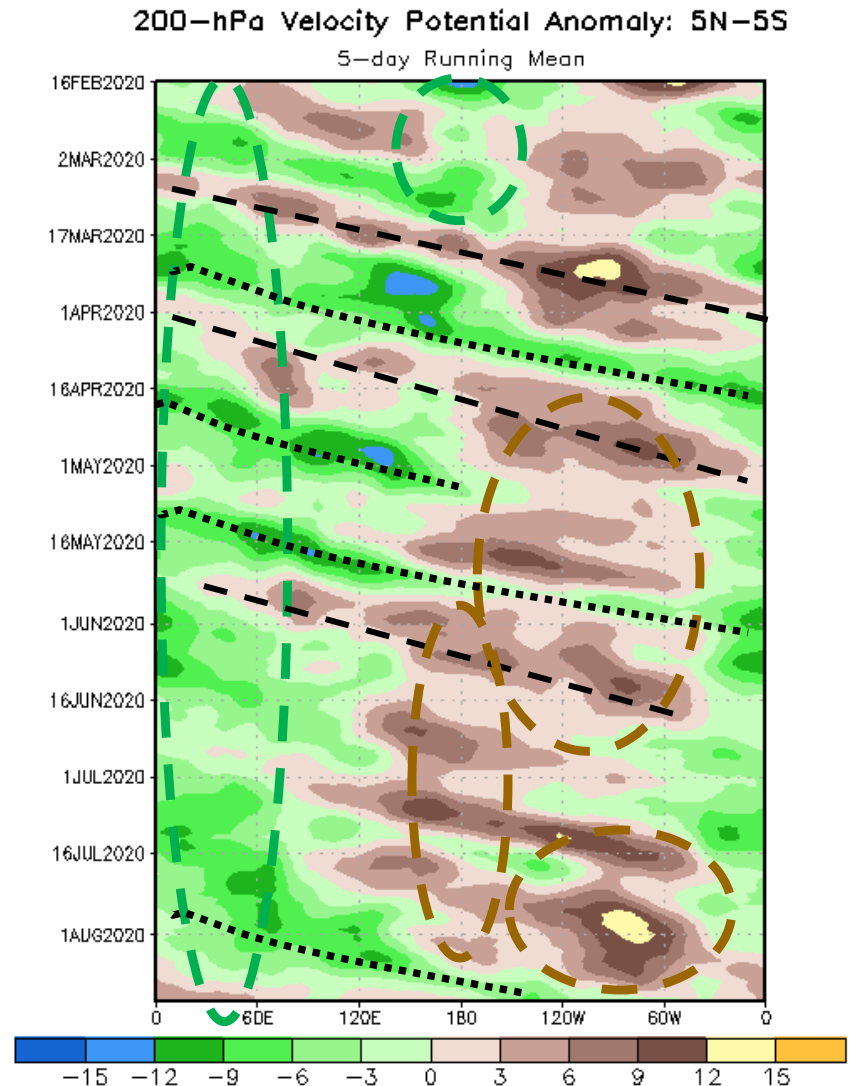 200-hPa Velocity Potential Anomaly: 5N-5S
5-day Running Mean
16FEB2020
2MAR2020
17MAR2020
1APR2020
16APR2020
1MAY2020
16MAY2020
1JUN2020
16JUN2020
1JUL2020
16JUL2020
1AUG2020
0 60E 120E 180 120W 60W 0
-15 -12 -9 -6 -3 0 3 6 9 12 15